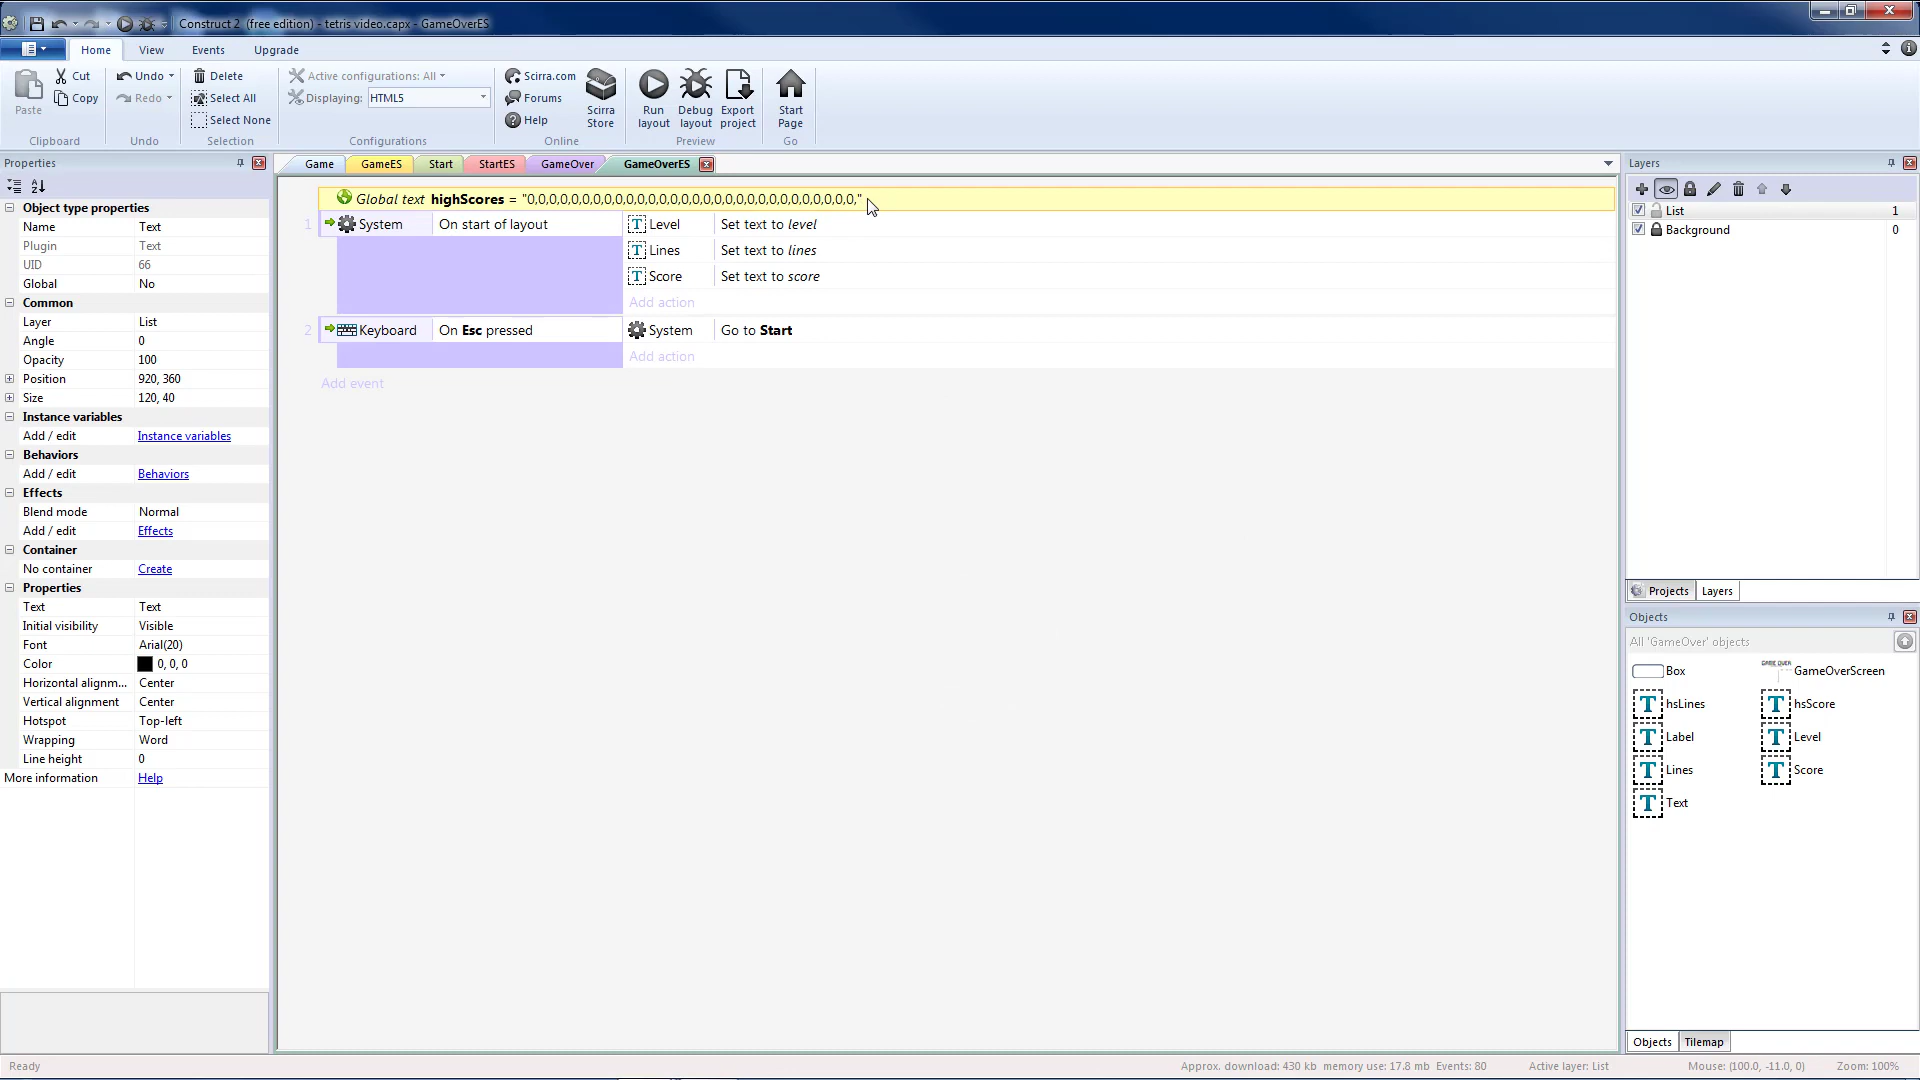 Construct 2 (free edition) - tetris video.capx - GameOverES
Home View Events Upgrade
Paste Cut Copy Clipboard
Undo Redo Undo
Delete Select All Select None Selection
Active configurations: All
Displaying: HTML5
Configurations
Scirra.com Forums Help Scirra Store Online
Run layout Debug layout Export project Preview
Start Page Go
Properties
Game GameES Start StartES GameOver GameOverES
Object type properties
Name Text
Plugin Text
UID 66
Global No
Common
Layer List
Angle 0
Opacity 100
Position 920, 360
Size 120, 40
Instance variables
Add / edit Instance variables
Behaviors
Add / edit Behaviors
Effects
Blend mode Normal
Add / edit Effects
Container
No container Create
Properties
Text Text
Initial visibility Visible
Font Arial(20)
Color 0, 0, 0
Horizontal alignm... Center
Vertical alignment Center
Hotspot Top-left
Wrapping Word
Line height 0
More information Help
Global text highScores = "0,0,0,0,0,0,0,0,0,0,0,0,0,0,0,0,0,0,0,0,0,0,0,0,0,0,0,0,0,0,"
1 System On start of layout Level Set text to level
Lines Set text to lines
Score Set text to score
Add action
2 Keyboard On Esc pressed System Go to Start
Add action
Add event
Layers
List 1
Background 0
Projects Layers
Objects
All 'GameOver' objects
Box GameOverScreen
hsLines hsScore
Label Level
Lines Score
Text
Objects Tilemap
Ready
Approx. download: 430 kb memory use: 17.8 mb Events: 80 Active layer: List Mouse: (100.0, -11.0, 0) Zoom: 100%